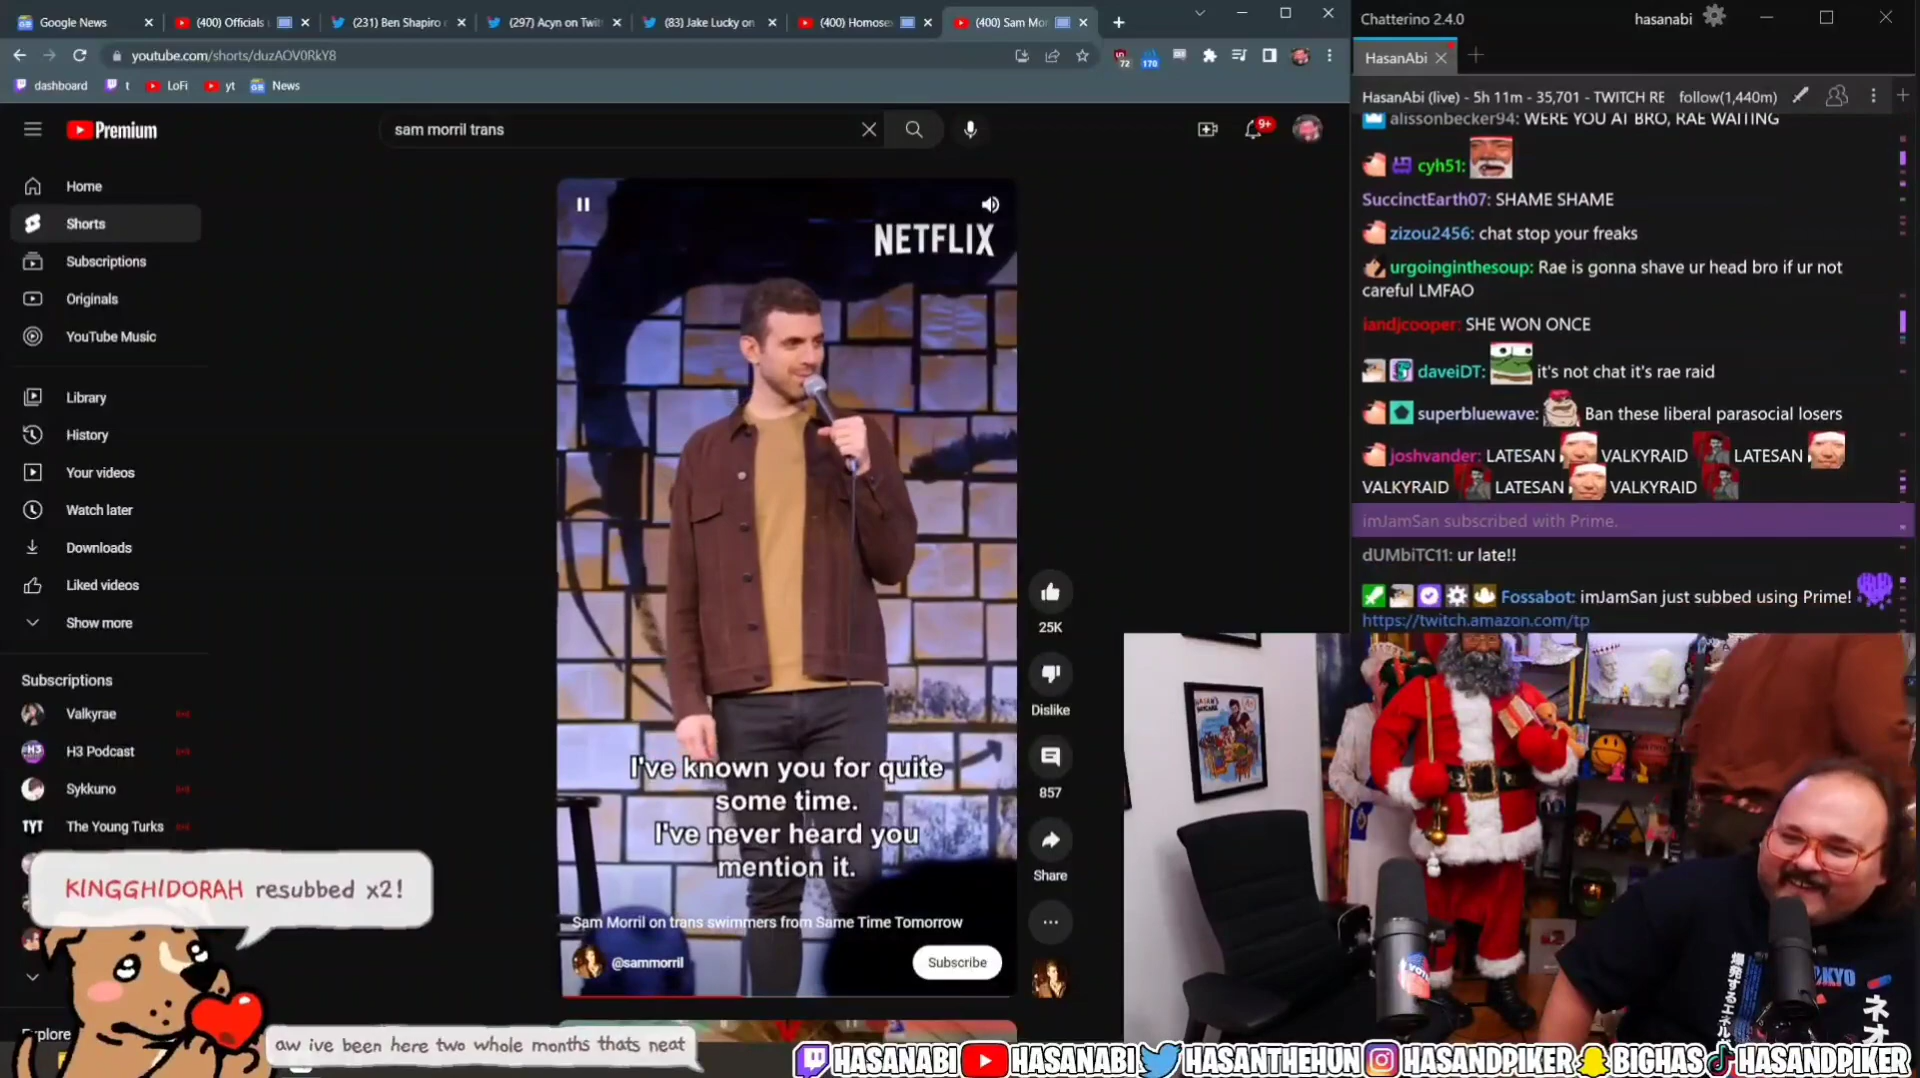 Google News
(400) Officials
(231) Ben Shapiro
(297) Acyn on Twit
(83) Jake Lucky on
(400) Homose
(400) Sam Mor
youtube.com/shorts/duzAOV0RkY8
72
170
dashboard
t
LoFi
yt
News
Premium
sam morril trans
9+
Home
Shorts
Subscriptions
Originals
YouTube Music
Library
History
Your videos
Watch later
Downloads
Liked videos
Show more
Subscriptions
Valkyrae
H3 Podcast
Sykkuno
TYT The Young Turks
KINGGHIDORAH resubbed x2!
Explore
aw ive been here two whole months thats neat
NETFLIX
I've known you for quite
some time.
I've never heard you
mention it.
Sam Morril on trans swimmers from Same Time Tomorrow
@sammorril
Subscribe
25K
Dislike
857
Share
Chatterino 2.4.0
hasanabi
HasanAbi
HasanAbi (live) - 5h 11m - 35,701 - TWITCH RE
follow(1,440m)
alissonbecker94: WERE YOU AT BRO, RAE WAITING
cyh51:
SuccinctEarth07: SHAME SHAME
zizou2456: chat stop your freaks
urgoinginthesoup: Rae is gonna shave ur head bro if ur not
careful LMFAO
iandjcooper: SHE WON ONCE
daveiDT: it's not chat it's rae raid
superbluewave: Ban these liberal parasocial losers
joshvander: LATESAN VALKYRAID LATESAN
VALKYRAID LATESAN VALKYRAID
imJamSan subscribed with Prime.
dUMbiTC11: ur late!!
Fossabot: imJamSan just subbed using Prime!
https://twitch.amazon.com/tp
HASANABI HASANABI HASANTHEHUN HASANDPIKER BIGHAS HASANDPIKER